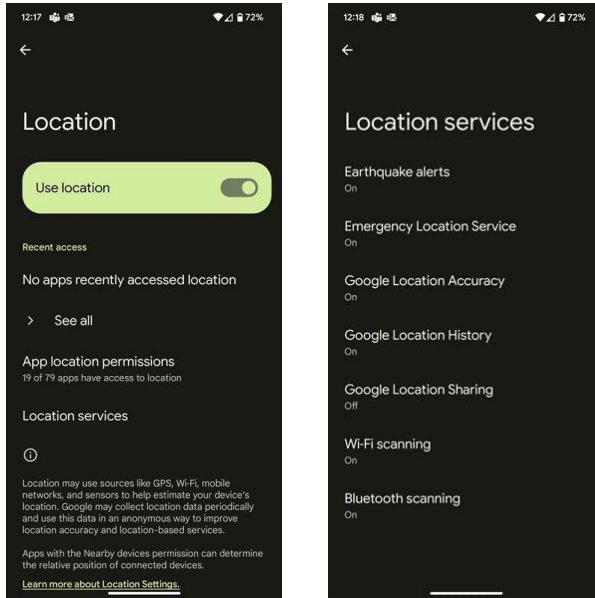 12:17
72%
Location
Use location
Recent access
No apps recently accessed location
See all
App location permissions
19 of 79 apps have access to location
Location services
Location may use sources like GPS, Wi-Fi, mobile
networks, and sensors to help estimate your device's
location. Google may collect location data periodically
and use this data in an anonymous way to improve
location accuracy and location-based services.
Apps with the Nearby devices permission can determine
the relative position of connected devices.
Learn more about Location Settings.
12:18
72%
Location services
Earthquake alerts
On
Emergency Location Service
On
Google Location Accuracy
On
Google Location History
On
Google Location Sharing
Off
Wi-Fi scanning
On
Bluetooth scanning
On